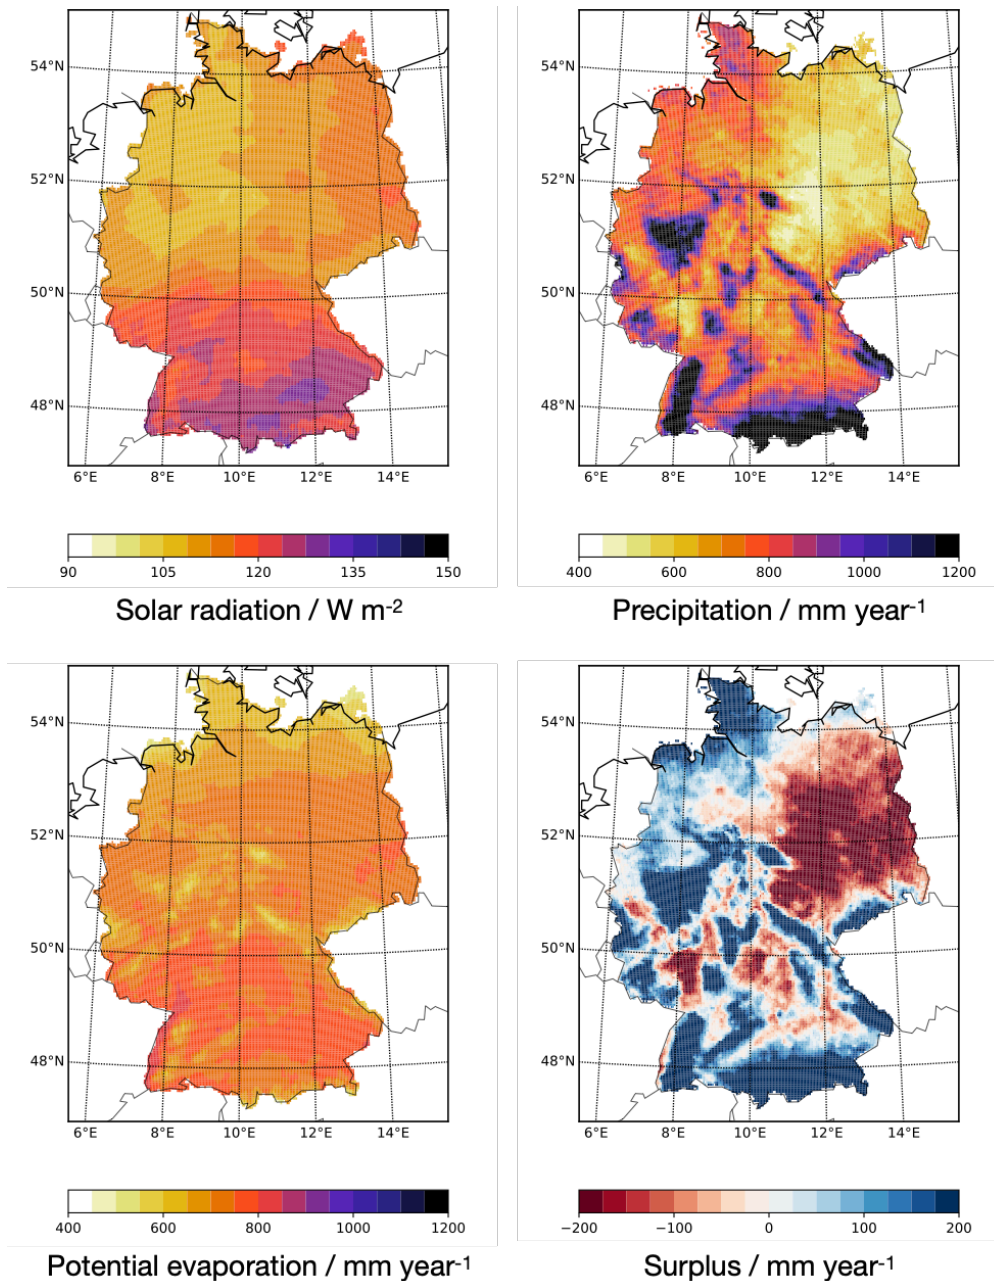 54°N
54°N
52°N
52°N
50°N
50°N
48°N
48°N
6°E 8°E 10°E 12°E 14°E
6°E 8°E 10°E 12°E 14°E
90 105 120 135 150
400 600 800 1000 1200
Solar radiation / W m-2
Precipitation / mm year-1
54°N
54°N
52°N
52°N
50°N
50°N
48°N
48°N
6°E 8°E 10°E 12°E 14°E
6°E 8°E 10°E 12°E 14°E
400 600 800 1000 1200
−200 −100 0 100 200
Potential evaporation / mm year-1
Surplus / mm year-1